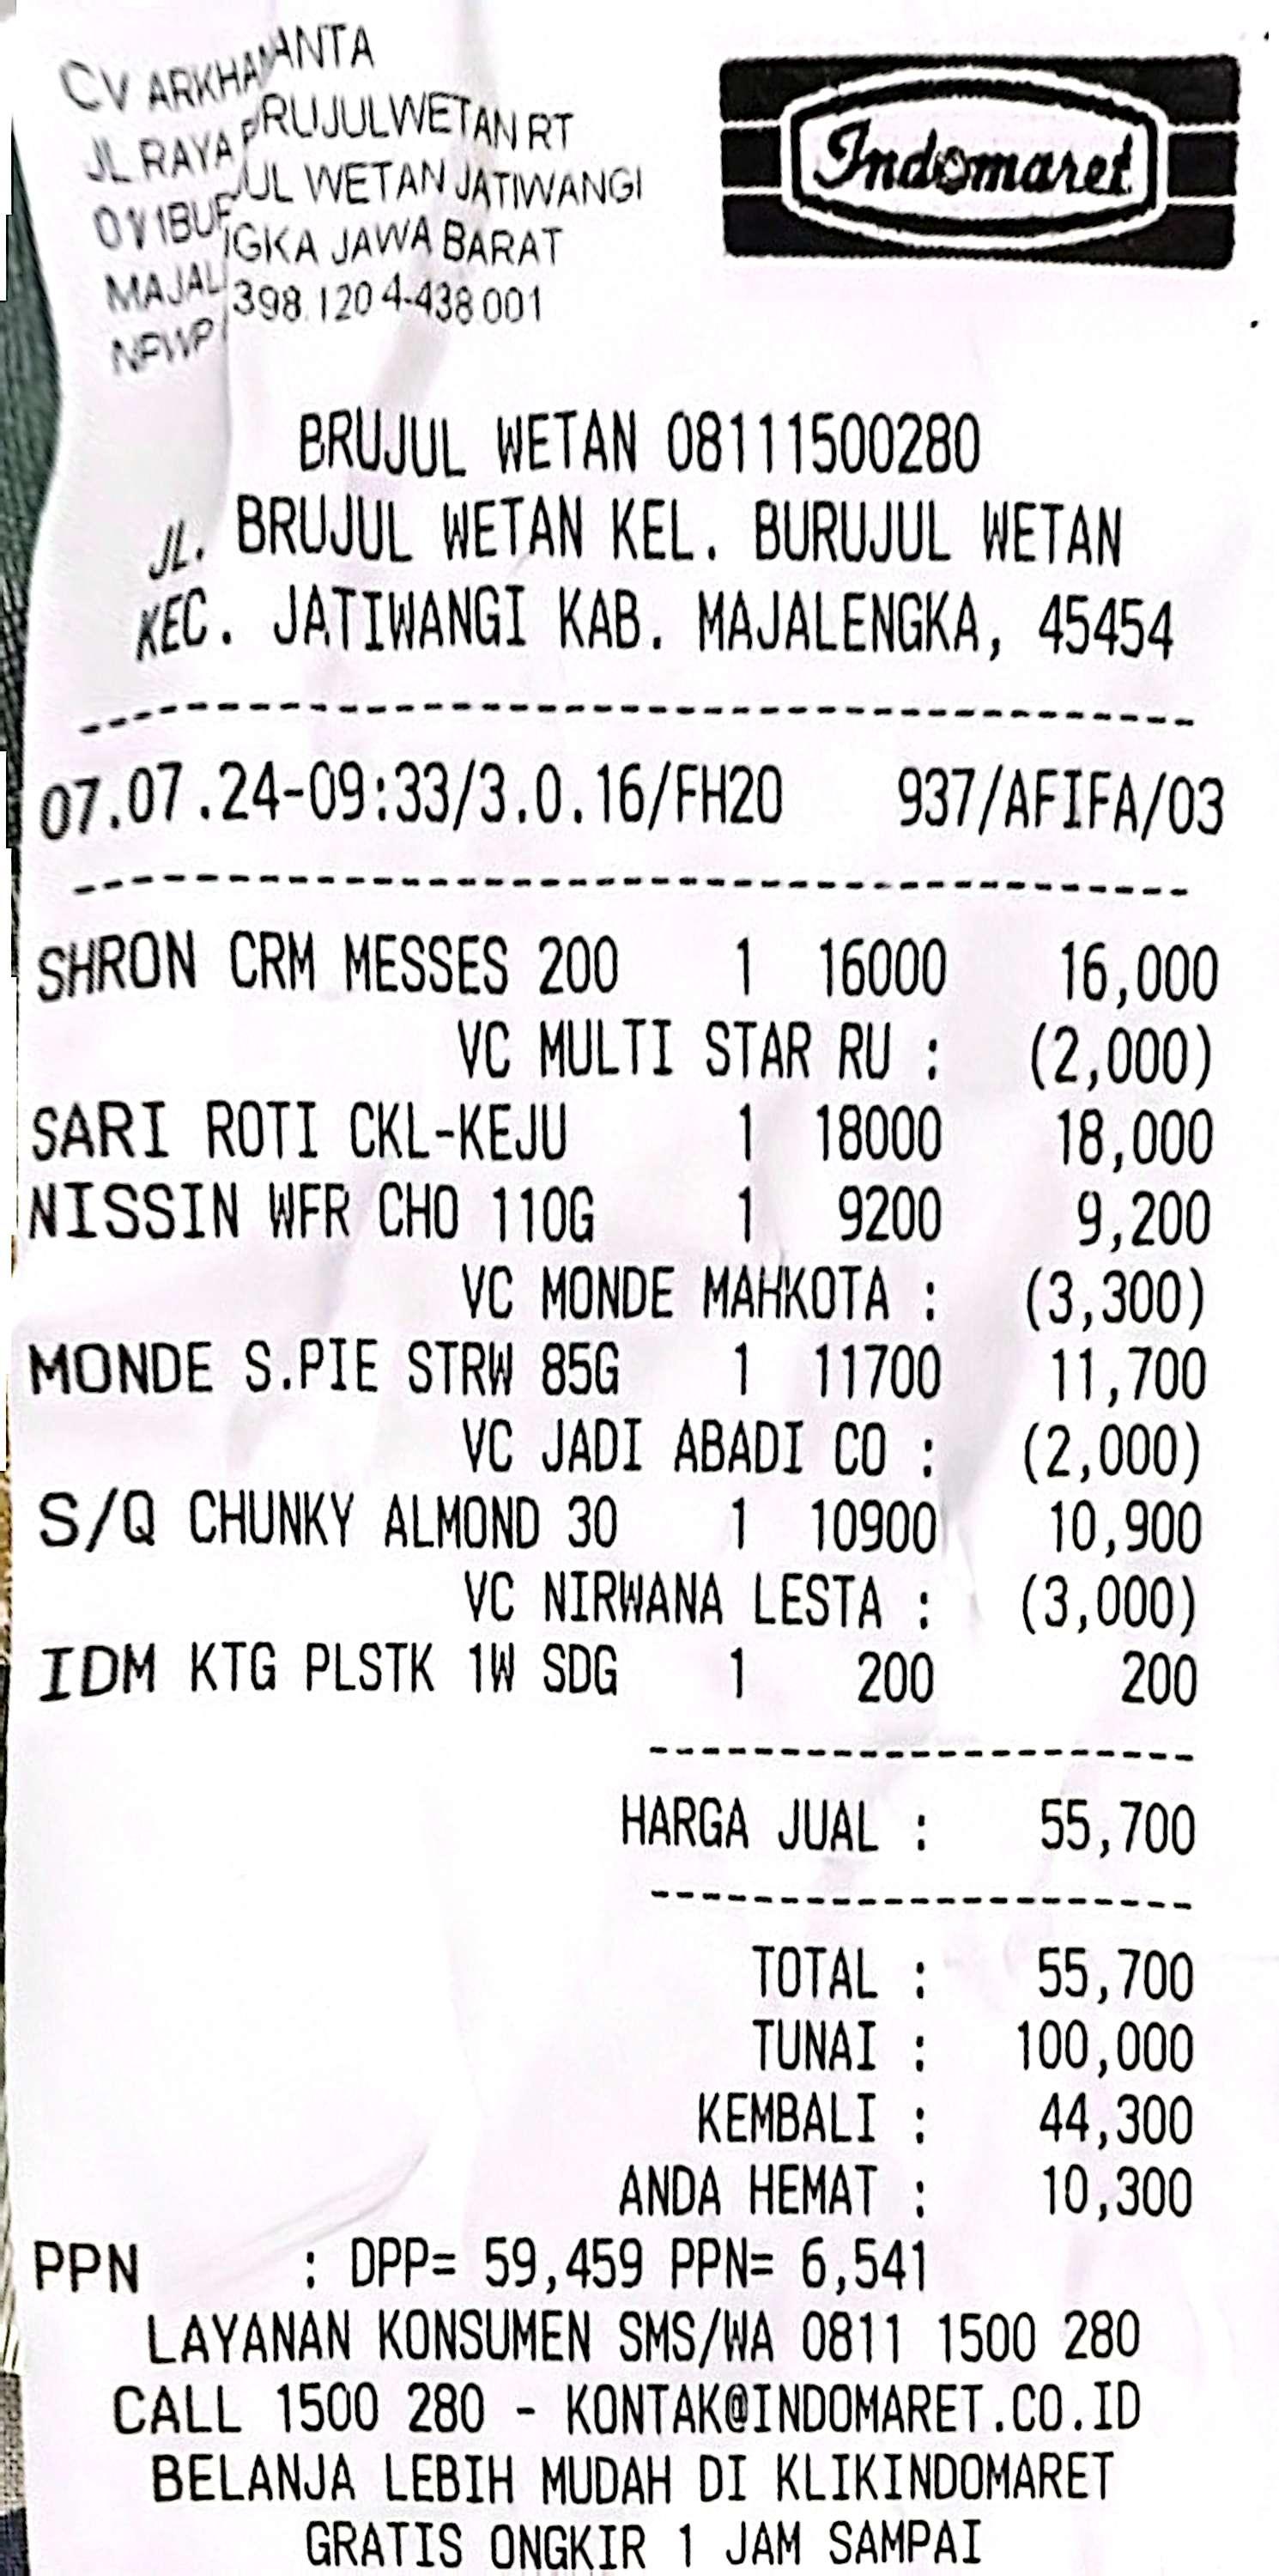 CV ARKHANANTA
JL RAYA BRUJULWETAN RT
JUL WETAN JATIWANGI
JAWA BARAT
NPWP 398.120 4-438 001
Indomaret
BRUJUL WETAN 08111500280
JL. BRUJUL WETAN KEL. BURUJUL WETAN
KEC. JATIWANGI KAB. MAJALENGKA, 45454
07.07.24-09:33/3.0.16/FH20 937/AFIFA/03
SHRON CRM MESSES 200 1 16000 16,000
VC MULTI STAR RU : (2,000)
SARI ROTI CKL-KEJU 1 18000 18,000
NISSIN WFR CHO 110G 1 9200 9,200
VC MONDE MAHKOTA : (3,300)
MONDE S.PIE STRW 85G 1 11700 11,700
VC JADI ABADI CO : (2,000)
S/Q CHUNKY ALMOND 30 1 10900 10,900
VC NIRWANA LESTA : (3,000)
IDM KTG PLSTK 1W SDG 1 200 200
HARGA JUAL : 55,700
TOTAL : 55,700
TUNAI : 100,000
KEMBALI : 44,300
ANDA HEMAT : 10,300
PPN : DPP= 59,459 PPN= 6,541
LAYANAN KONSUMEN SMS/WA 0811 1500 280
CALL 1500 280 - KONTAK@INDOMARET.CO.ID
BELANJA LEBIH MUDAH DI KLIKINDOMARET
GRATIS ONGKIR 1 JAM SAMPAI